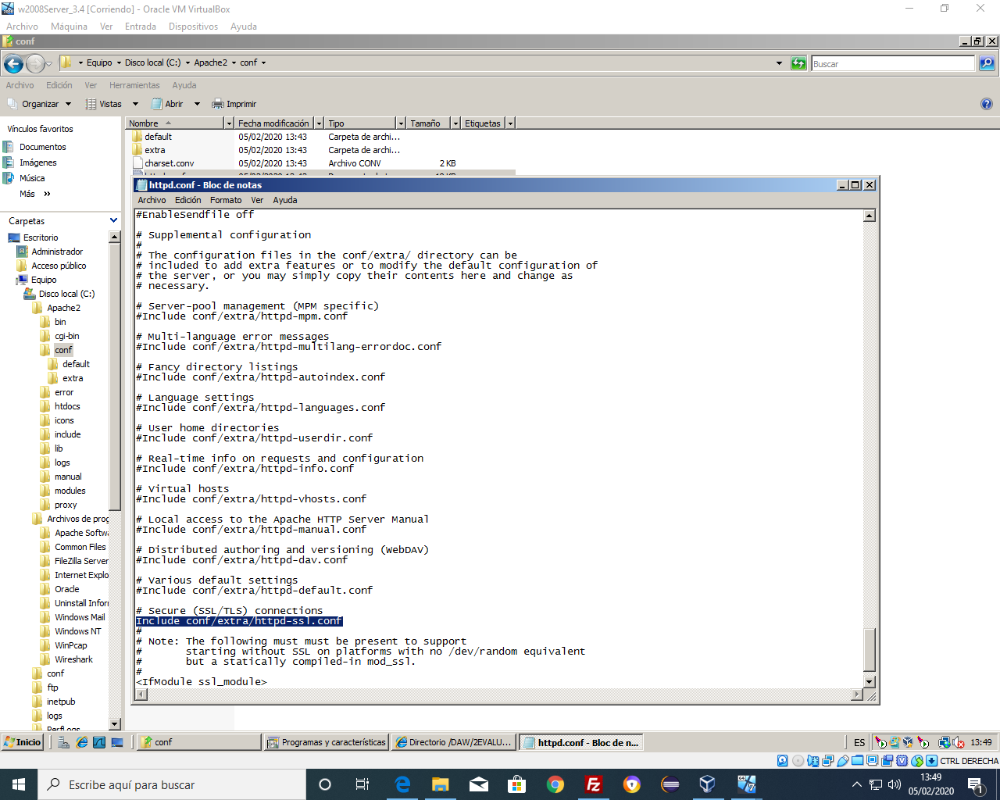 w2008Server_3.4 [Corriendo] - Oracle VM VirtualBox
Archivo Máquina Ver Entrada Dispositivos Ayuda
conf
Equipo Disco local (C:) Apache2 conf
Buscar
Archivo Edición Ver Herramientas Ayuda
Organizar Vistas Abrir Imprimir
Vínculos favoritos
Documentos
Imágenes
Música
Más »
Carpetas
Escritorio
Administrador
Acceso público
Equipo
Disco local (C:)
Apache2
bin
cgi-bin
conf
default
extra
error
htdocs
icons
include
lib
logs
manual
modules
proxy
Archivos de prog
Apache Softw
Common Files
FileZilla Server
Internet Explo
Oracle
Uninstall Infor
Windows Mail
Windows NT
WinPcap
Wireshark
conf
ftp
inetpub
logs
PerfLogs
Nombre Fecha modificación Tipo Tamaño Etiquetas
default 05/02/2020 13:43 Carpeta de archi...
extra 05/02/2020 13:43 Carpeta de archi...
charset.conv 05/02/2020 13:43 Archivo CONV 2 KB
httpd.conf - Bloc de notas
Archivo Edición Formato Ver Ayuda
#EnableSendfile off
# Supplemental configuration
#
# The configuration files in the conf/extra/ directory can be
# included to add extra features or to modify the default configuration of
# the server, or you may simply copy their contents here and change as
# necessary.
# Server-pool management (MPM specific)
#Include conf/extra/httpd-mpm.conf
# Multi-language error messages
#Include conf/extra/httpd-multilang-errordoc.conf
# Fancy directory listings
#Include conf/extra/httpd-autoindex.conf
# Language settings
#Include conf/extra/httpd-languages.conf
# User home directories
#Include conf/extra/httpd-userdir.conf
# Real-time info on requests and configuration
#Include conf/extra/httpd-info.conf
# Virtual hosts
#Include conf/extra/httpd-vhosts.conf
# Local access to the Apache HTTP Server Manual
#Include conf/extra/httpd-manual.conf
# Distributed authoring and versioning (WebDAV)
#Include conf/extra/httpd-dav.conf
# Various default settings
#Include conf/extra/httpd-default.conf
# Secure (SSL/TLS) connections
Include conf/extra/httpd-ssl.conf
#
# Note: The following must must be present to support
#       starting without SSL on platforms with no /dev/random equivalent
#       but a statically compiled-in mod_ssl.
#
<IfModule ssl_module>
Inicio conf Programas y características Directorio /DAW/2EVALU... httpd.conf - Bloc de n... ES 13:49
CTRL DERECHA
Escribe aquí para buscar
13:49
05/02/2020
1